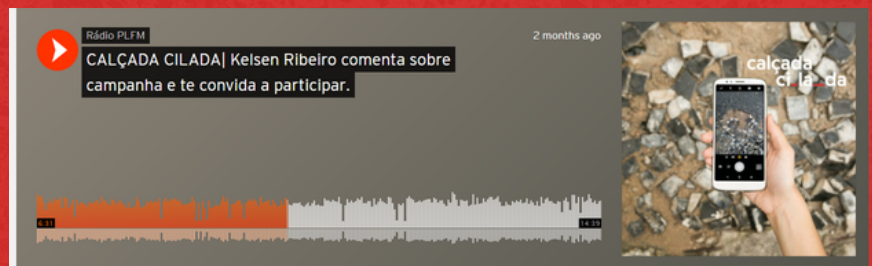 Rádio PLFM
2 months ago
CALÇADA CILADA| Kelsen Ribeiro comenta sobre
campanha e te convida a participar.
calçada
ci_la_da
6:31
14:39